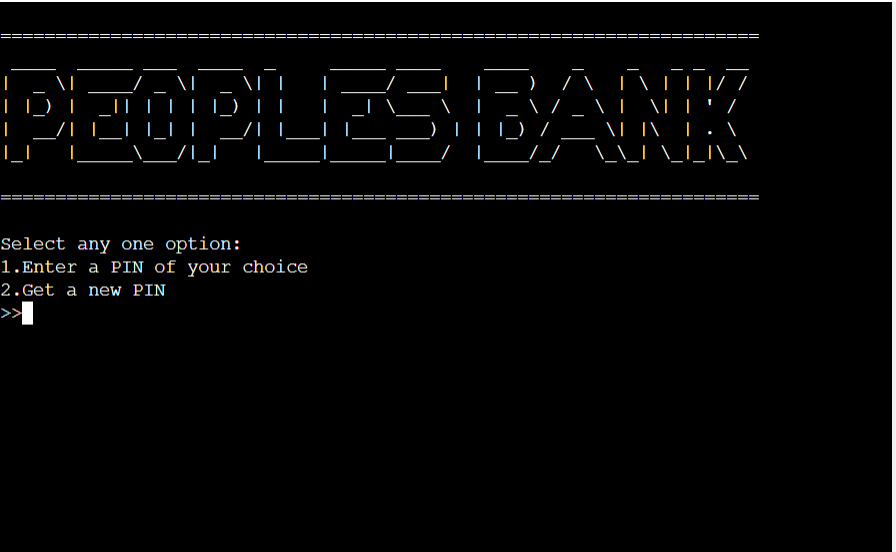 PEOPLES BANK
Select any one option:
1.Enter a PIN of your choice
2.Get a new PIN
>>